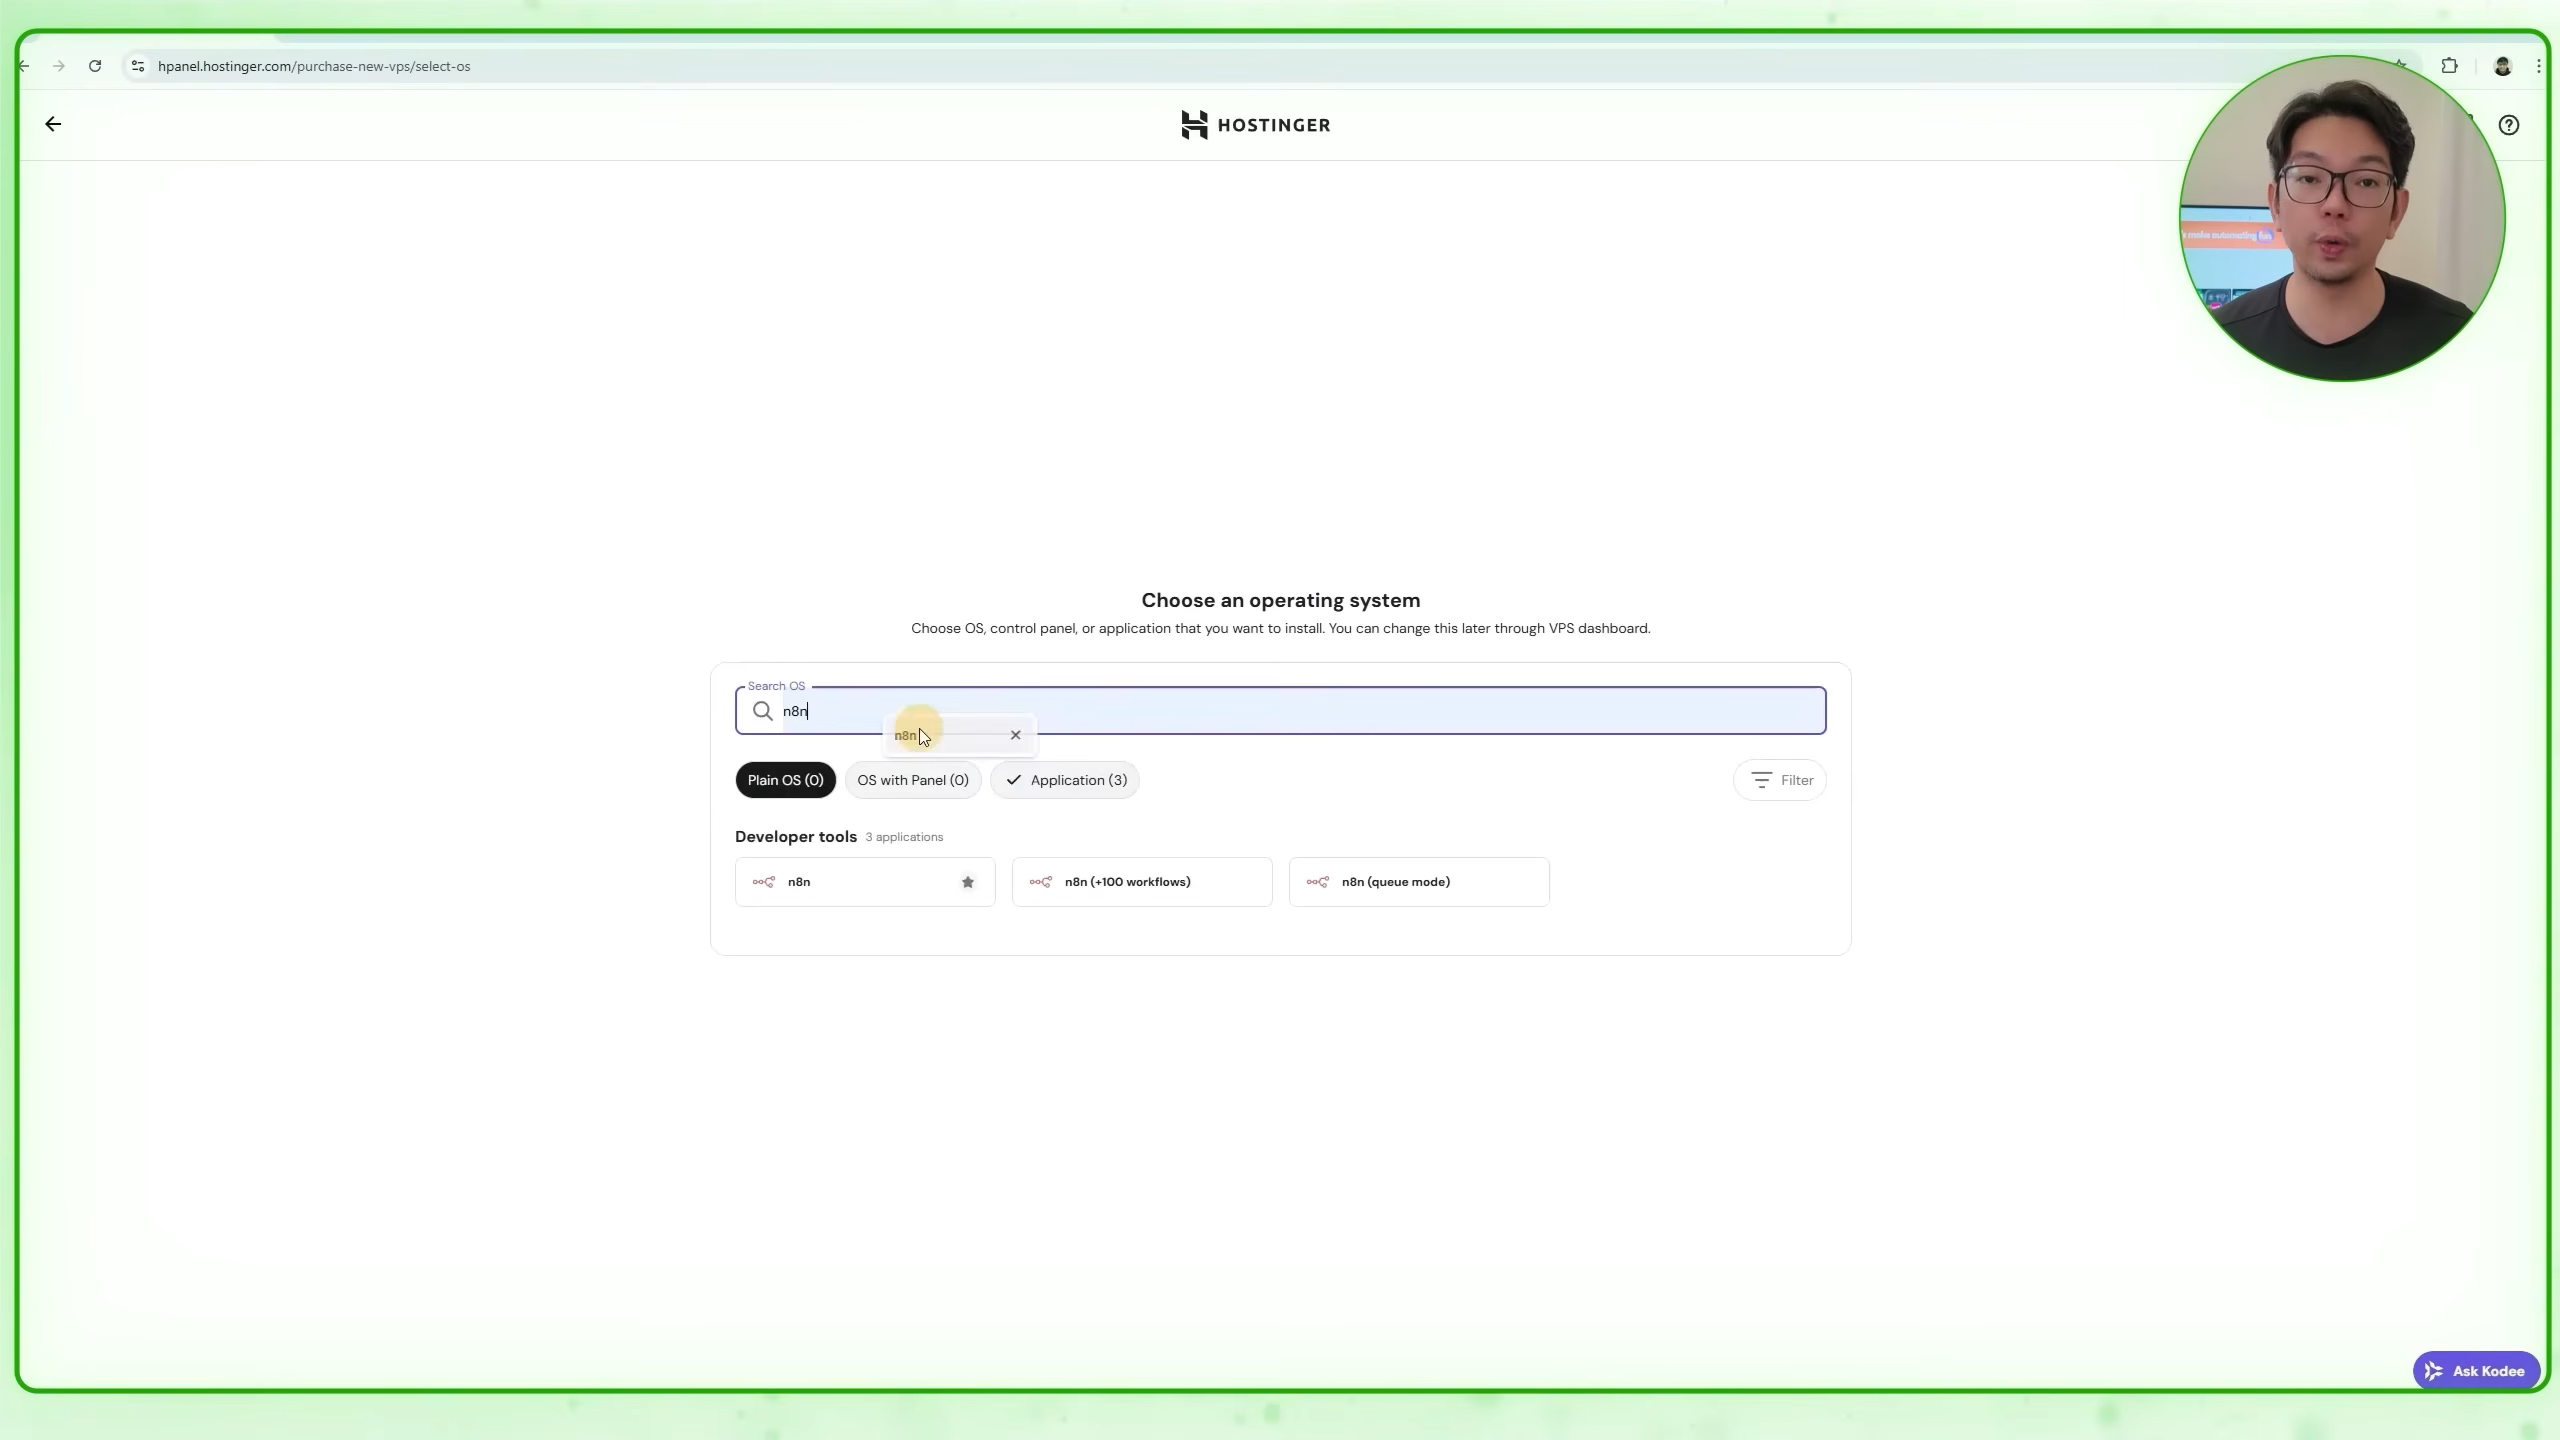 hpanel.hostinger.com/purchase-new-vps/select-os
HOSTINGER
make automating fun
Choose an operating system
Choose OS, control panel, or application that you want to install. You can change this later through VPS dashboard.
Search OS
n8n
n8n
Plain OS (0)
OS with Panel (0)
Application (3)
Filter
Developer tools 3 applications
n8n
n8n (+100 workflows)
n8n (queue mode)
Ask Kodee